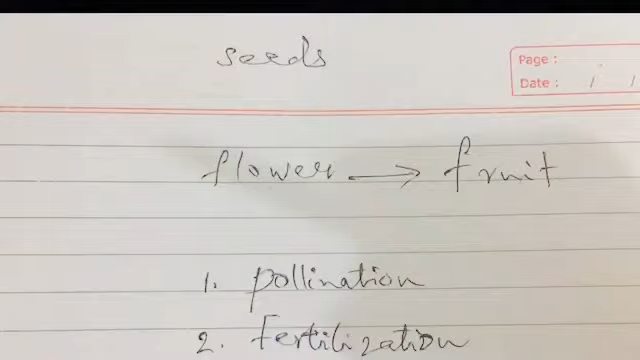 seeds
Page :
Date : / /
flower → fruit
1. pollination
2. fertilization